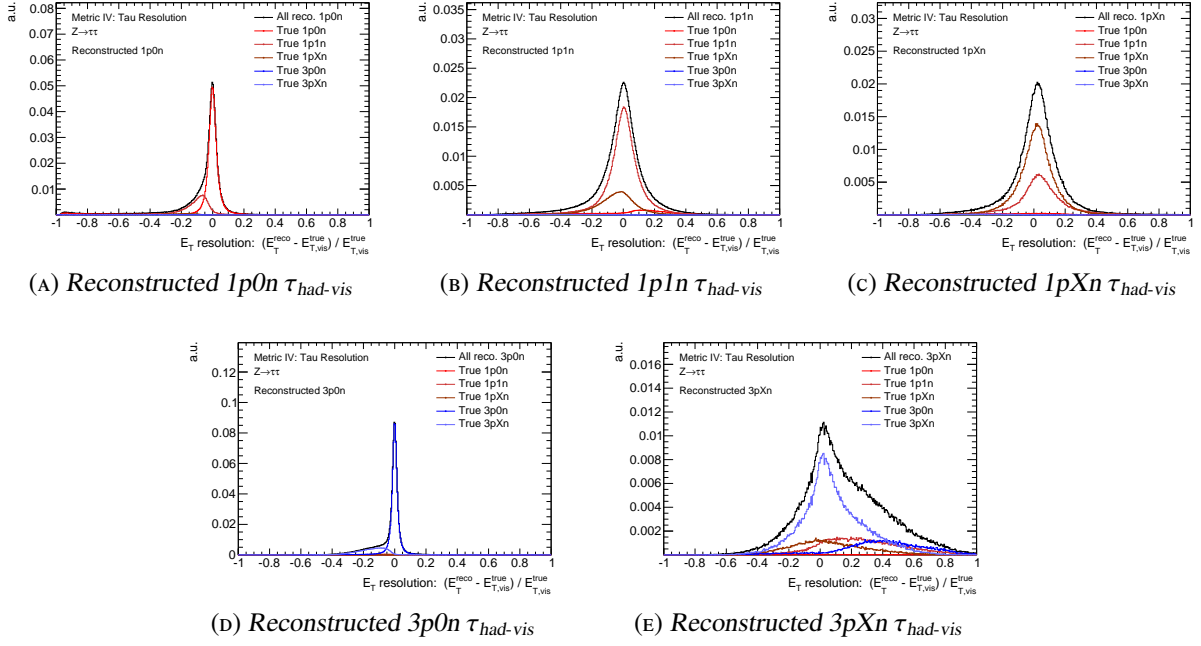 a.u.
0.08
0.07
0.06
0.05
0.04
0.03
0.02
0.01
Metric IV: Tau Resolution
Z→ττ
Reconstructed 1p0n
All reco. 1p0n
True 1p0n
True 1p1n
True 1pXn
True 3p0n
True 3pXn
-1 -0.8 -0.6 -0.4 -0.2 0 0.2 0.4 0.6 0.8 1
E_T resolution: (E_T^reco - E_T,vis^true) / E_T,vis^true
(A) Reconstructed 1p0n τ_had-vis
a.u.
0.035
0.03
0.025
0.02
0.015
0.01
0.005
Metric IV: Tau Resolution
Z→ττ
Reconstructed 1p1n
All reco. 1p1n
True 1p0n
True 1p1n
True 1pXn
True 3p0n
True 3pXn
-1 -0.8 -0.6 -0.4 -0.2 0 0.2 0.4 0.6 0.8 1
E_T resolution: (E_T^reco - E_T,vis^true) / E_T,vis^true
(B) Reconstructed 1p1n τ_had-vis
a.u.
0.03
0.025
0.02
0.015
0.01
0.005
Metric IV: Tau Resolution
Z→ττ
Reconstructed 1pXn
All reco. 1pXn
True 1p0n
True 1p1n
True 1pXn
True 3p0n
True 3pXn
-1 -0.8 -0.6 -0.4 -0.2 0 0.2 0.4 0.6 0.8 1
E_T resolution: (E_T^reco - E_T,vis^true) / E_T,vis^true
(C) Reconstructed 1pXn τ_had-vis
a.u.
0.12
0.1
0.08
0.06
0.04
0.02
0
Metric IV: Tau Resolution
Z→ττ
Reconstructed 3p0n
All reco. 3p0n
True 1p0n
True 1p1n
True 1pXn
True 3p0n
True 3pXn
-1 -0.8 -0.6 -0.4 -0.2 0 0.2 0.4 0.6 0.8 1
E_T resolution: (E_T^reco - E_T,vis^true) / E_T,vis^true
(D) Reconstructed 3p0n τ_had-vis
a.u.
0.016
0.014
0.012
0.01
0.008
0.006
0.004
0.002
Metric IV: Tau Resolution
Z→ττ
Reconstructed 3pXn
All reco. 3pXn
True 1p0n
True 1p1n
True 1pXn
True 3p0n
True 3pXn
-1 -0.8 -0.6 -0.4 -0.2 0 0.2 0.4 0.6 0.8 1
E_T resolution: (E_T^reco - E_T,vis^true) / E_T,vis^true
(E) Reconstructed 3pXn τ_had-vis